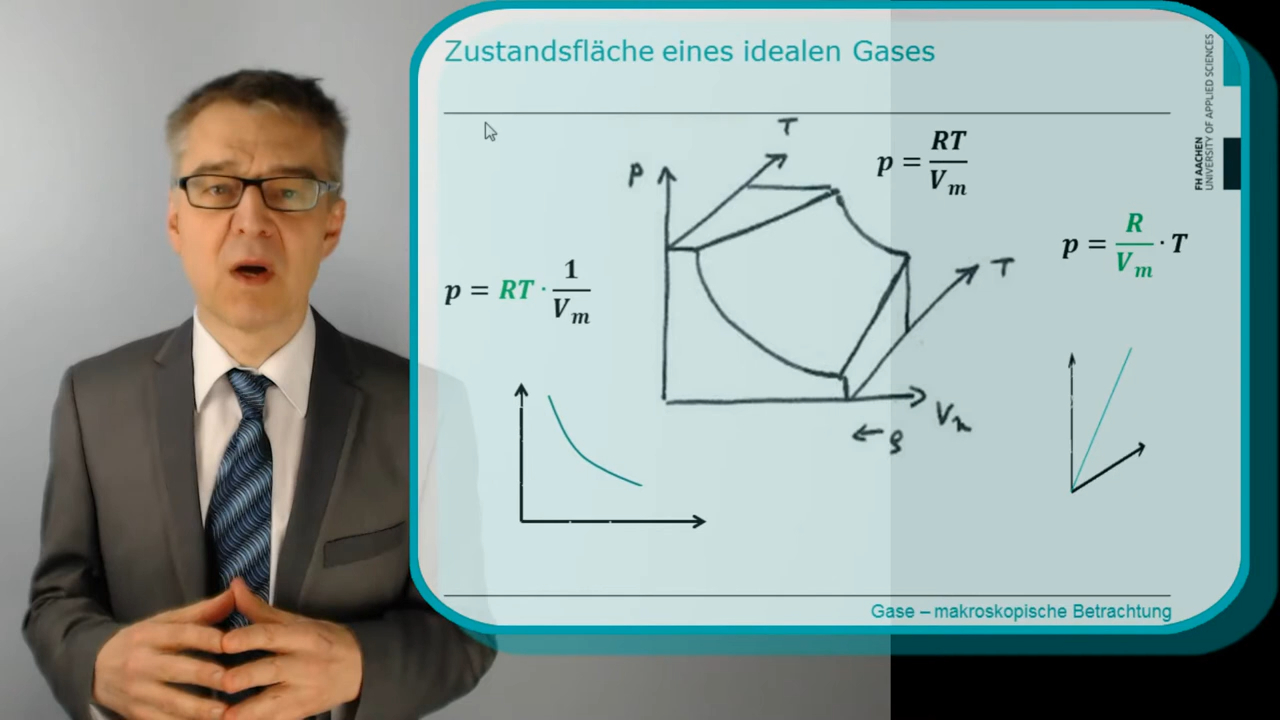 Zustandsfläche eines idealen Gases
FH AACHEN
UNIVERSITY OF APPLIED SCIENCES
T
p
p = RT / V_m
p = R / V_m · T
T
p = RT · 1 / V_m
V_m
← ρ
Gase – makroskopische Betrachtung